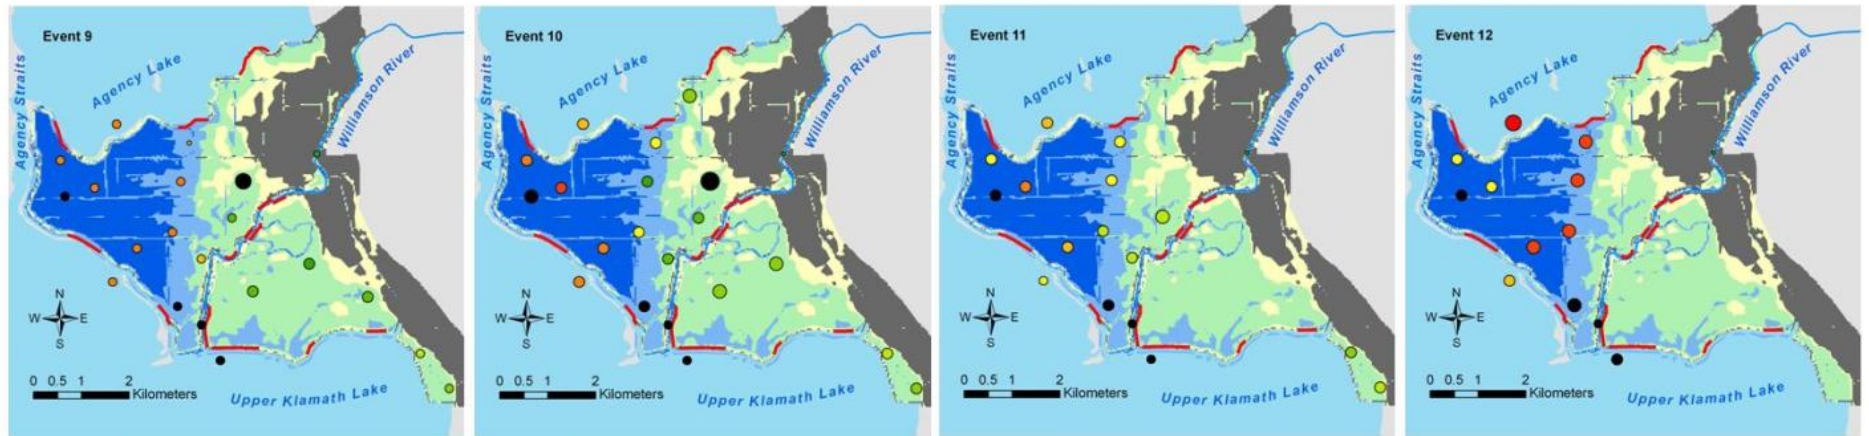 Event 9
Agency Straits
Agency Lake
Williamson River
N
W E
S
0 0.5 1 2
Kilometers
Upper Klamath Lake
Event 10
Agency Straits
Agency Lake
Williamson River
N
W E
S
0 0.5 1 2
Kilometers
Upper Klamath Lake
Event 11
Agency Straits
Agency Lake
Williamson River
N
W E
S
0 0.5 1 2
Kilometers
Upper Klamath Lake
Event 12
Agency Straits
Agency Lake
Williamson River
N
W E
S
0 0.5 1 2
Kilometers
Upper Klamath Lake